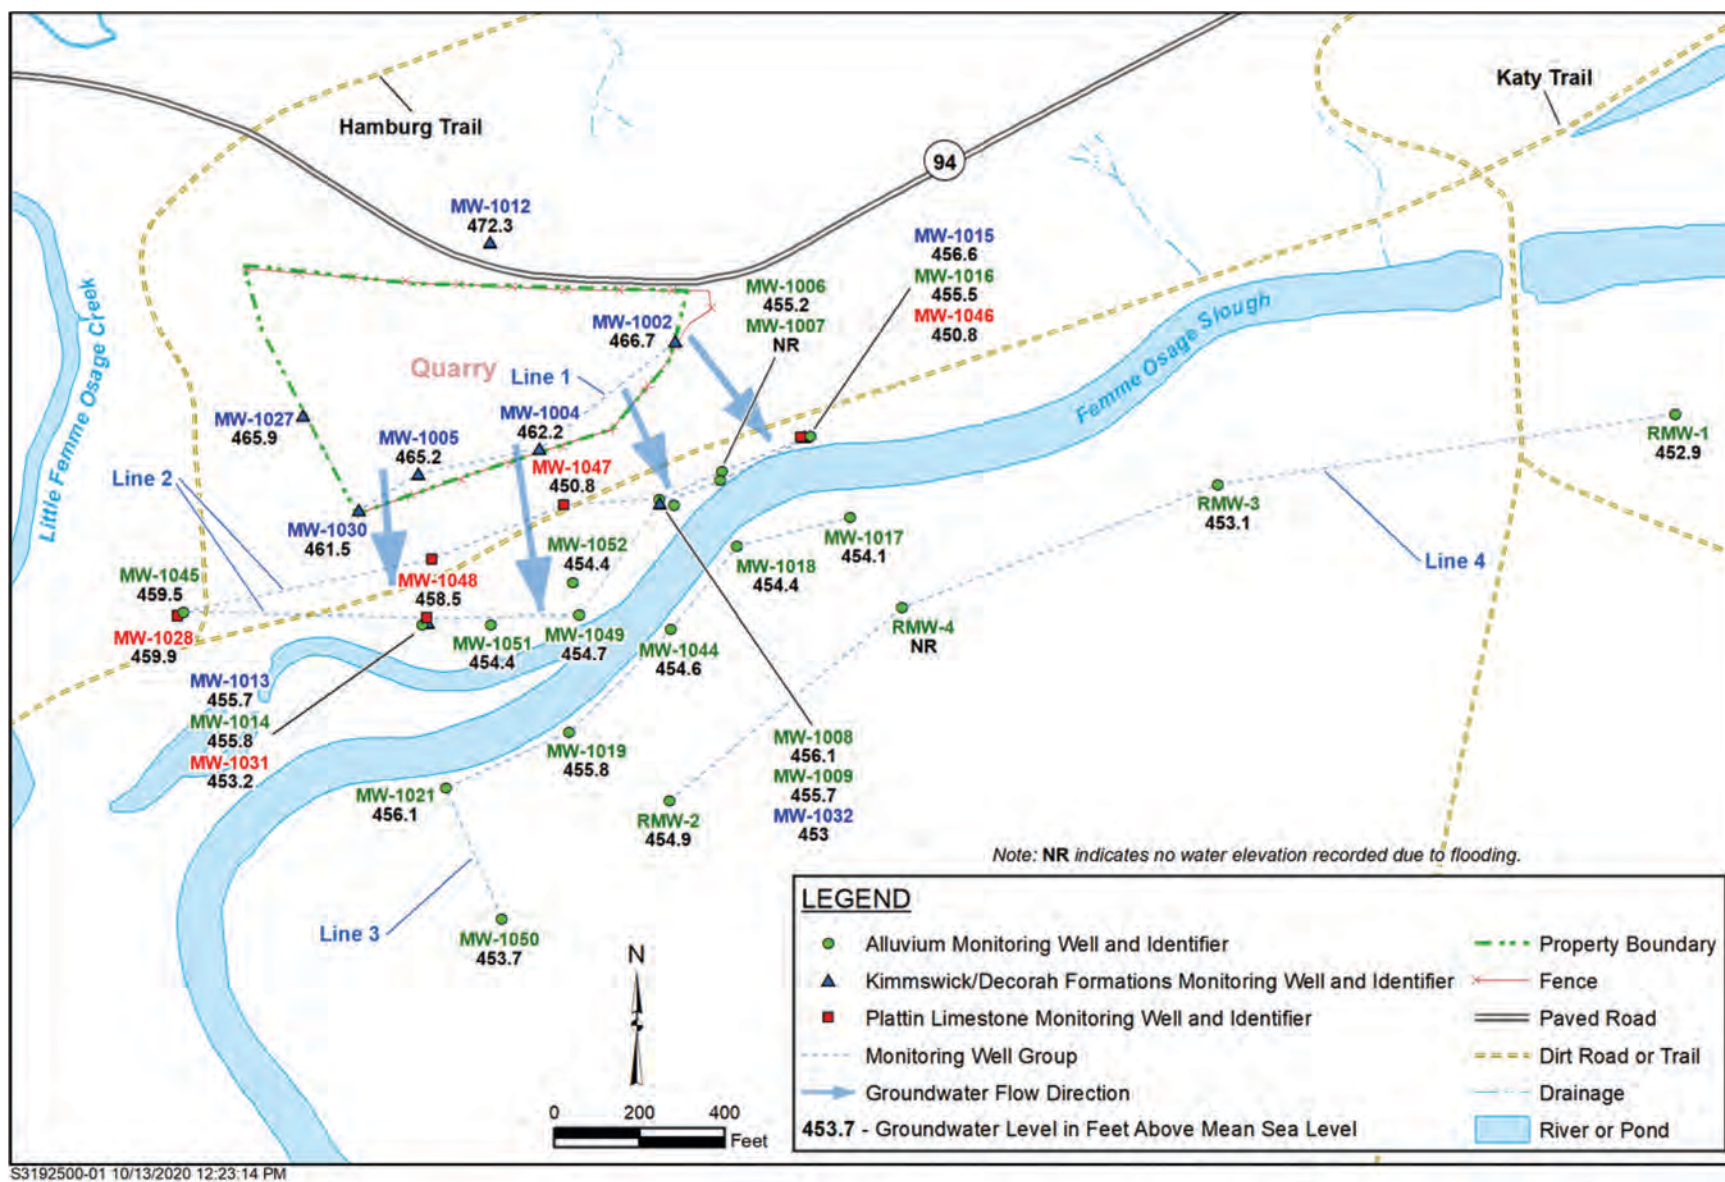 Hamburg Trail
Katy Trail
94
MW-1012
472.3
MW-1015
456.6
MW-1016
455.5
MW-1046
450.8
MW-1006
455.2
MW-1007
NR
MW-1002
466.7
Quarry
Line 1
Little Femme Osage Creek
Femme Osage Slough
MW-1027
465.9
MW-1005
465.2
MW-1004
462.2
RMW-1
452.9
Line 2
MW-1047
450.8
RMW-3
453.1
MW-1030
461.5
MW-1052
454.4
MW-1017
454.1
MW-1018
454.4
Line 4
MW-1045
459.5
MW-1048
458.5
MW-1028
459.9
MW-1051
454.4
MW-1049
454.7
MW-1044
454.6
RMW-4
NR
MW-1013
455.7
MW-1014
455.8
MW-1031
453.2
MW-1019
455.8
MW-1008
456.1
MW-1009
455.7
MW-1032
453
MW-1021
456.1
RMW-2
454.9
Line 3
MW-1050
453.7
Note: NR indicates no water elevation recorded due to flooding.
N
0 200 400
Feet
LEGEND
Alluvium Monitoring Well and Identifier
Kimmswick/Decorah Formations Monitoring Well and Identifier
Plattin Limestone Monitoring Well and Identifier
Monitoring Well Group
Groundwater Flow Direction
453.7 - Groundwater Level in Feet Above Mean Sea Level
Property Boundary
Fence
Paved Road
Dirt Road or Trail
Drainage
River or Pond
S3192500-01 10/13/2020 12:23:14 PM